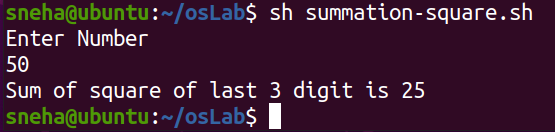 sneha@ubuntu:~/osLab$ sh summation-square.sh
Enter Number
50
Sum of square of last 3 digit is 25
sneha@ubuntu:~/osLab$